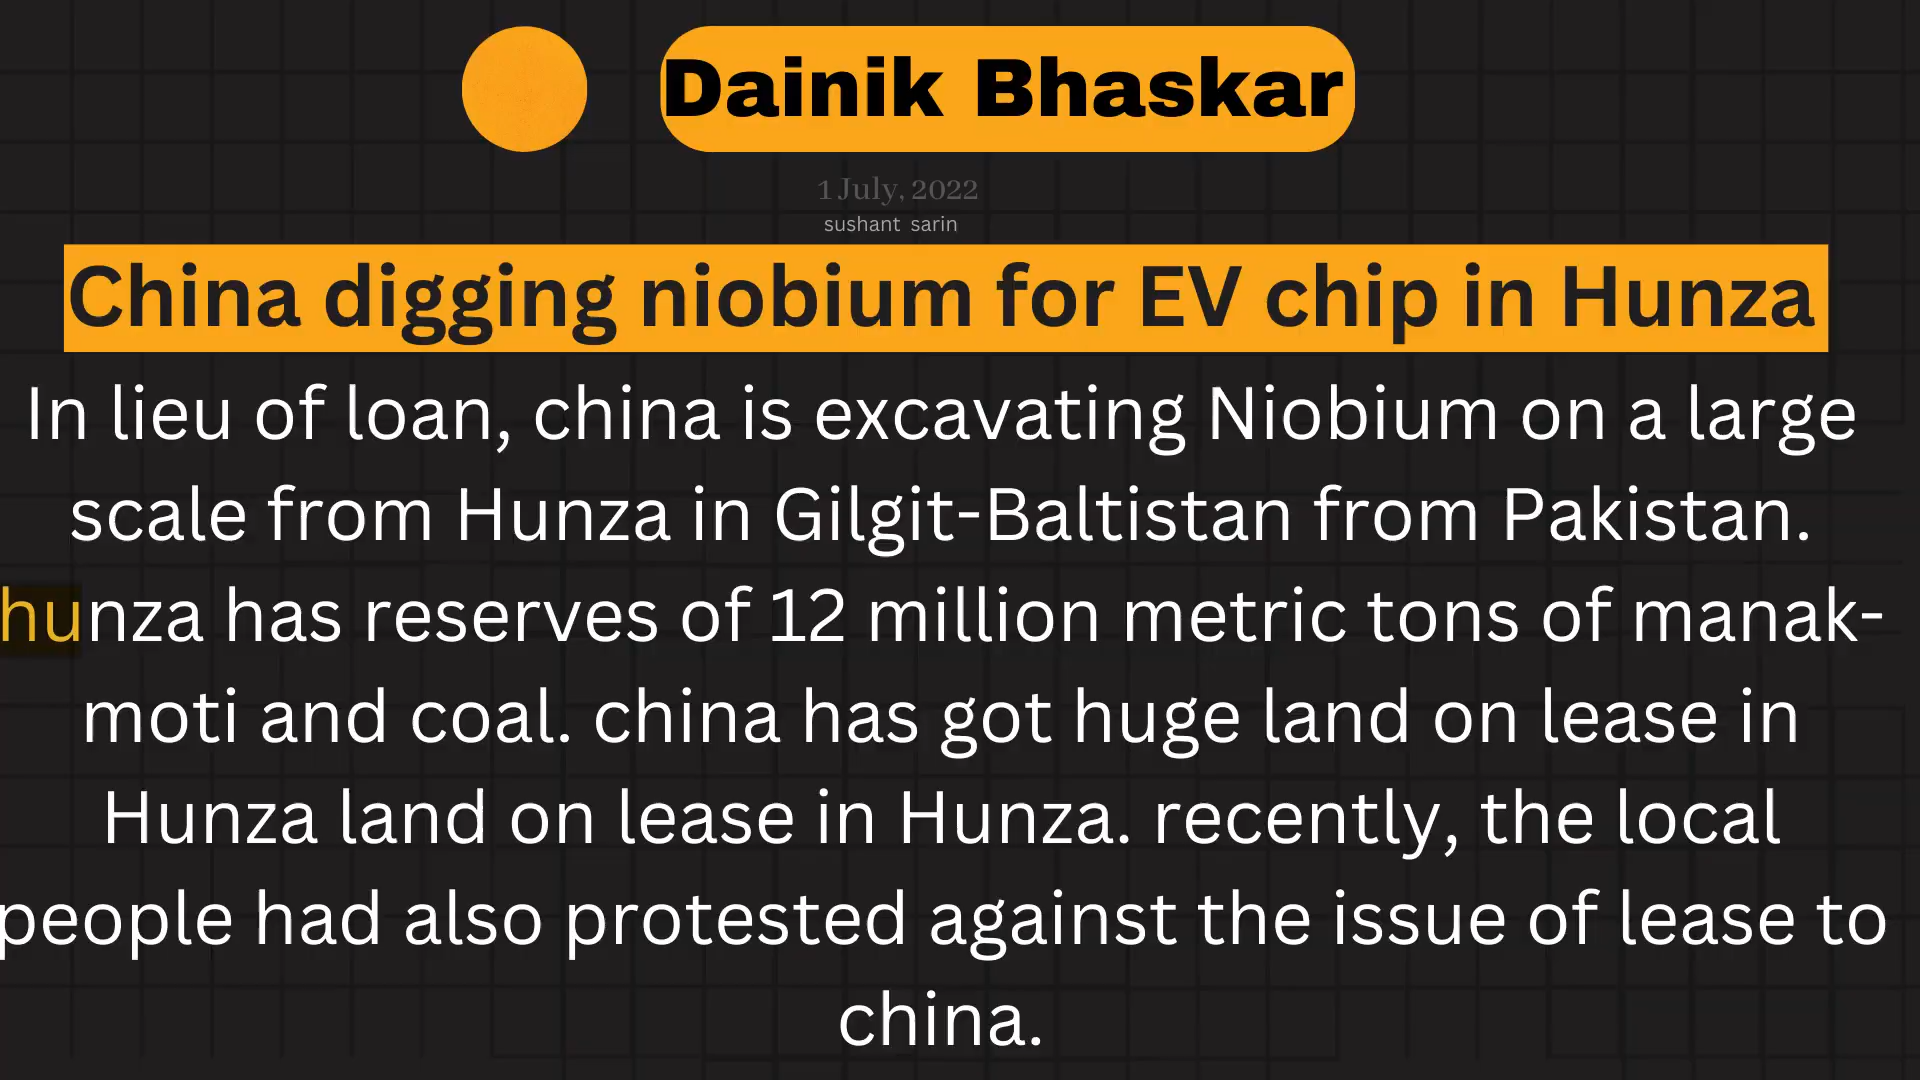 Dainik Bhaskar
1 July, 2022
sushant sarin
China digging niobium for EV chip in Hunza
In lieu of loan, china is excavating Niobium on a large
scale from Hunza in Gilgit-Baltistan from Pakistan.
hunza has reserves of 12 million metric tons of manak-
moti and coal. china has got huge land on lease in
Hunza land on lease in Hunza. recently, the local
people had also protested against the issue of lease to
china.